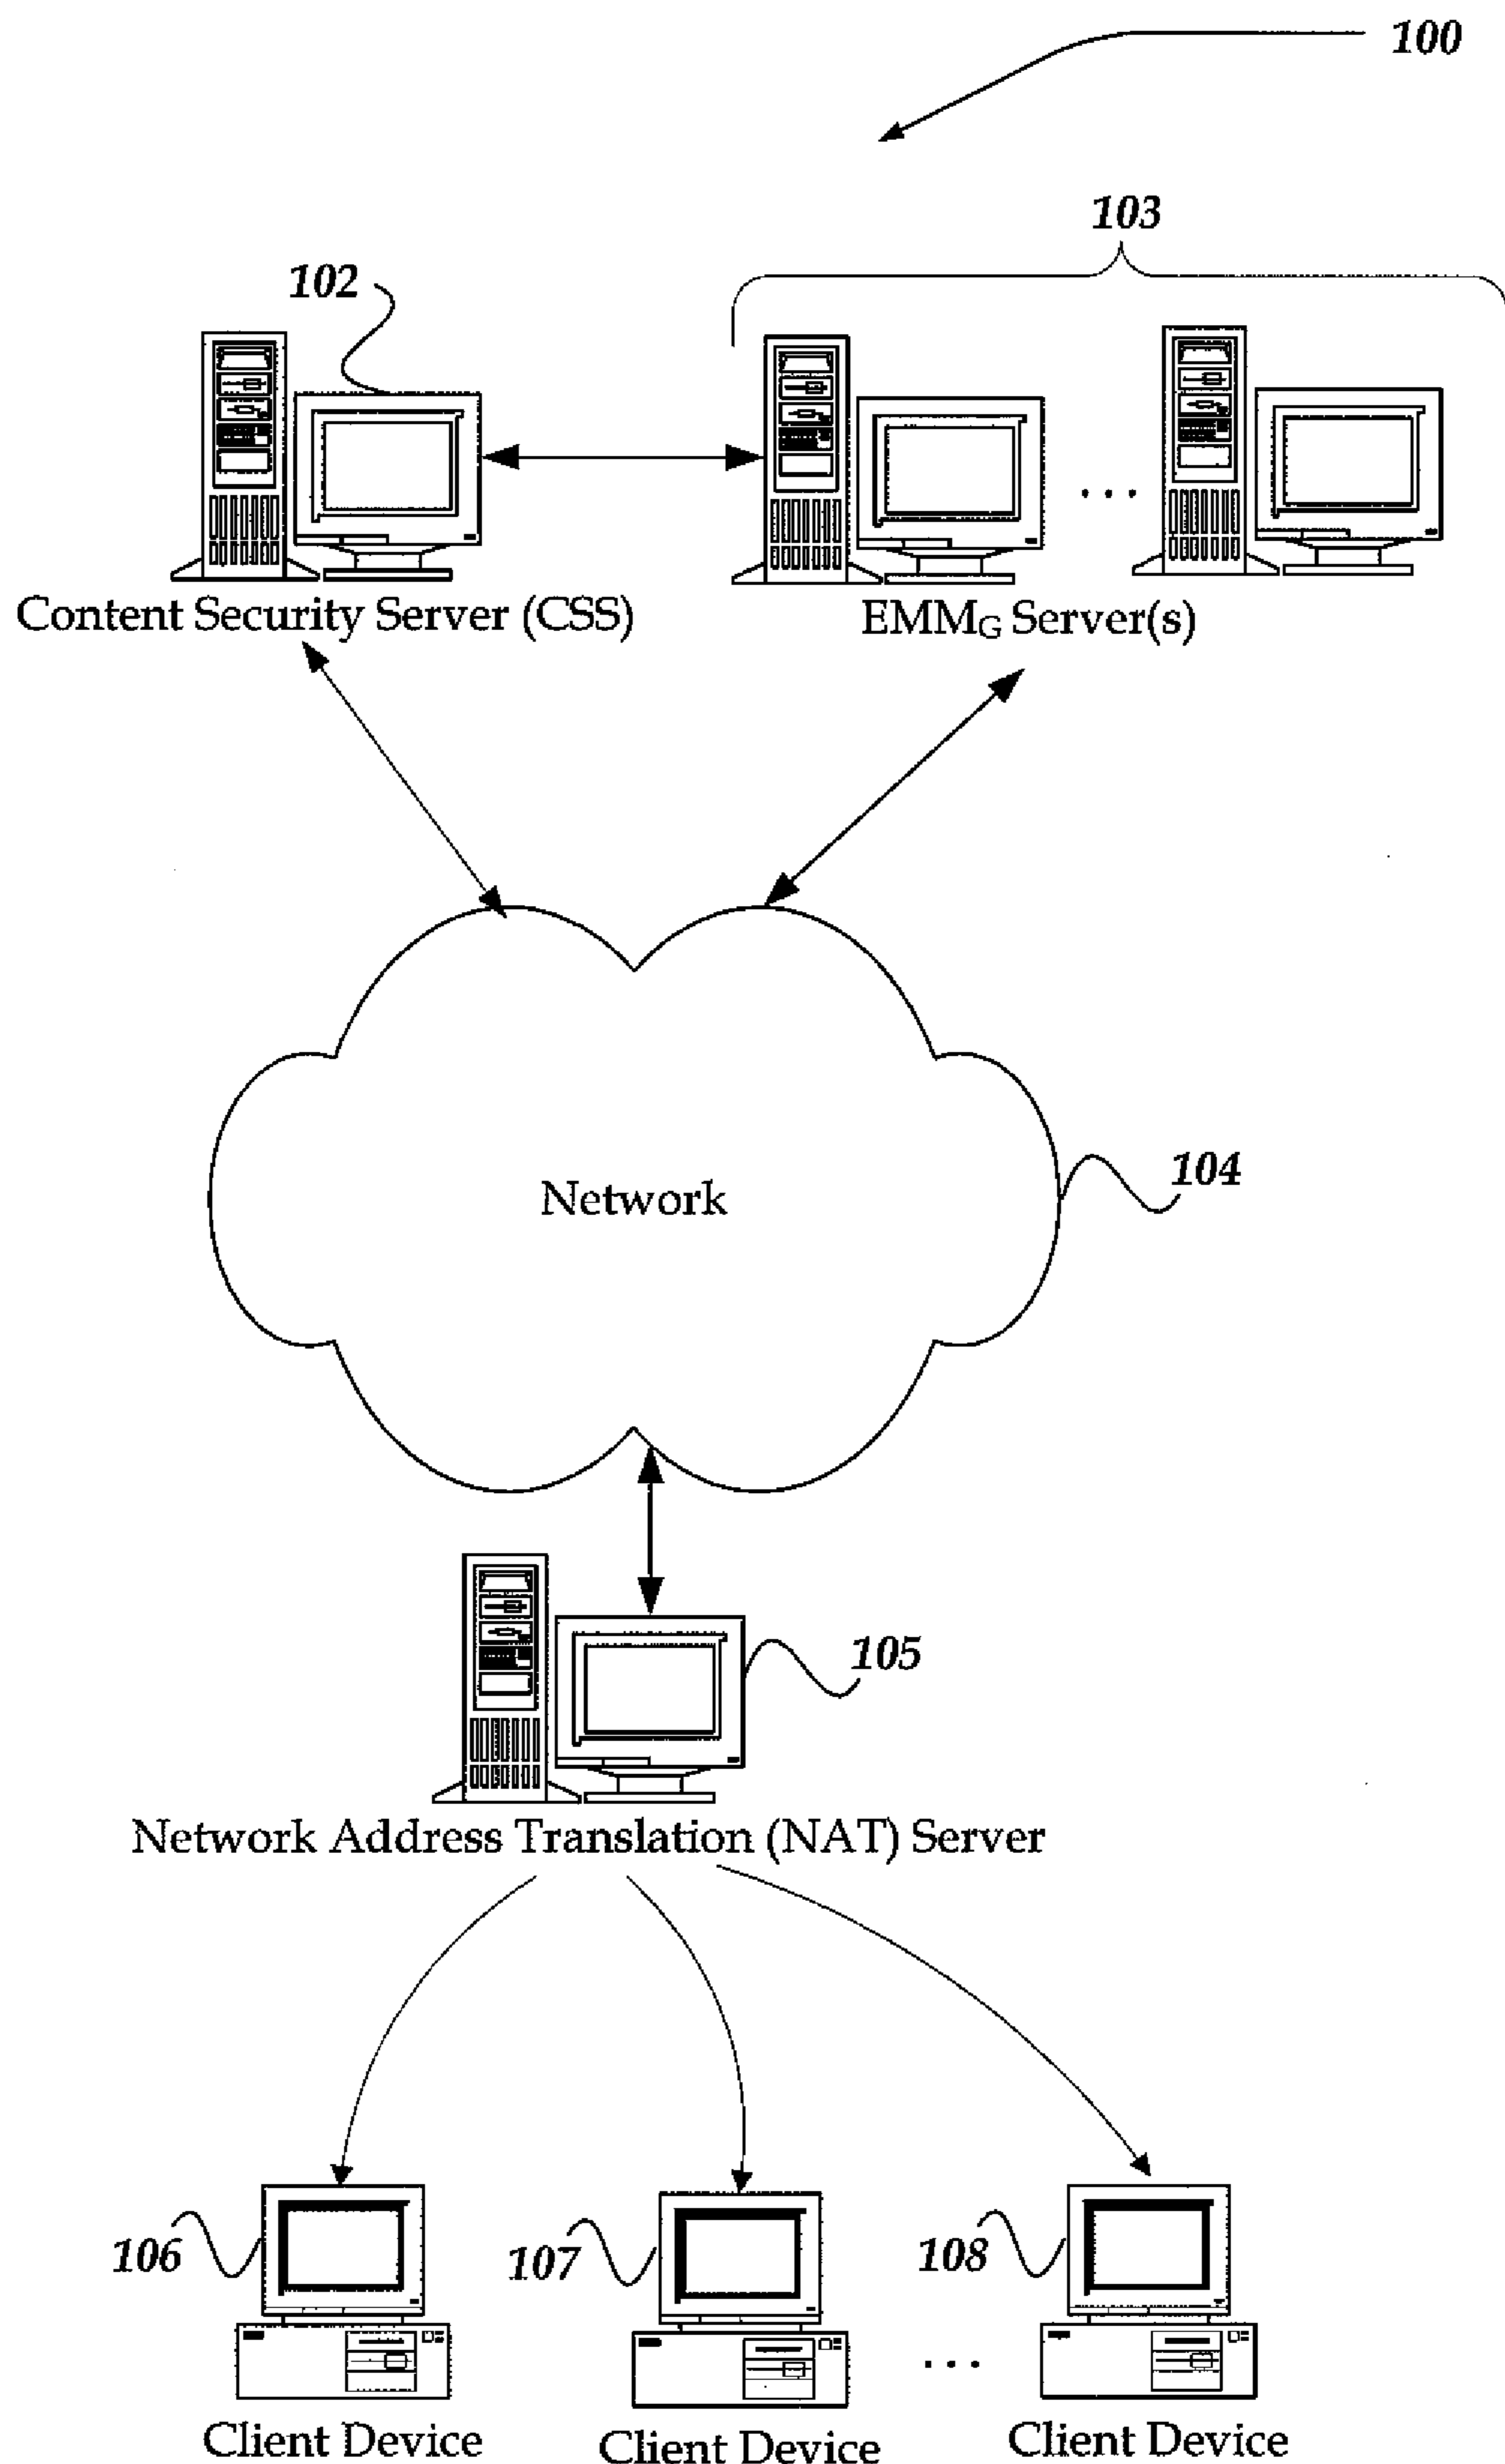 100
103
102
Content Security Server (CSS)
EMMG Server(s)
Network
104
105
Network Address Translation (NAT) Server
106
107
108
Client Device
Client Device
Client Device